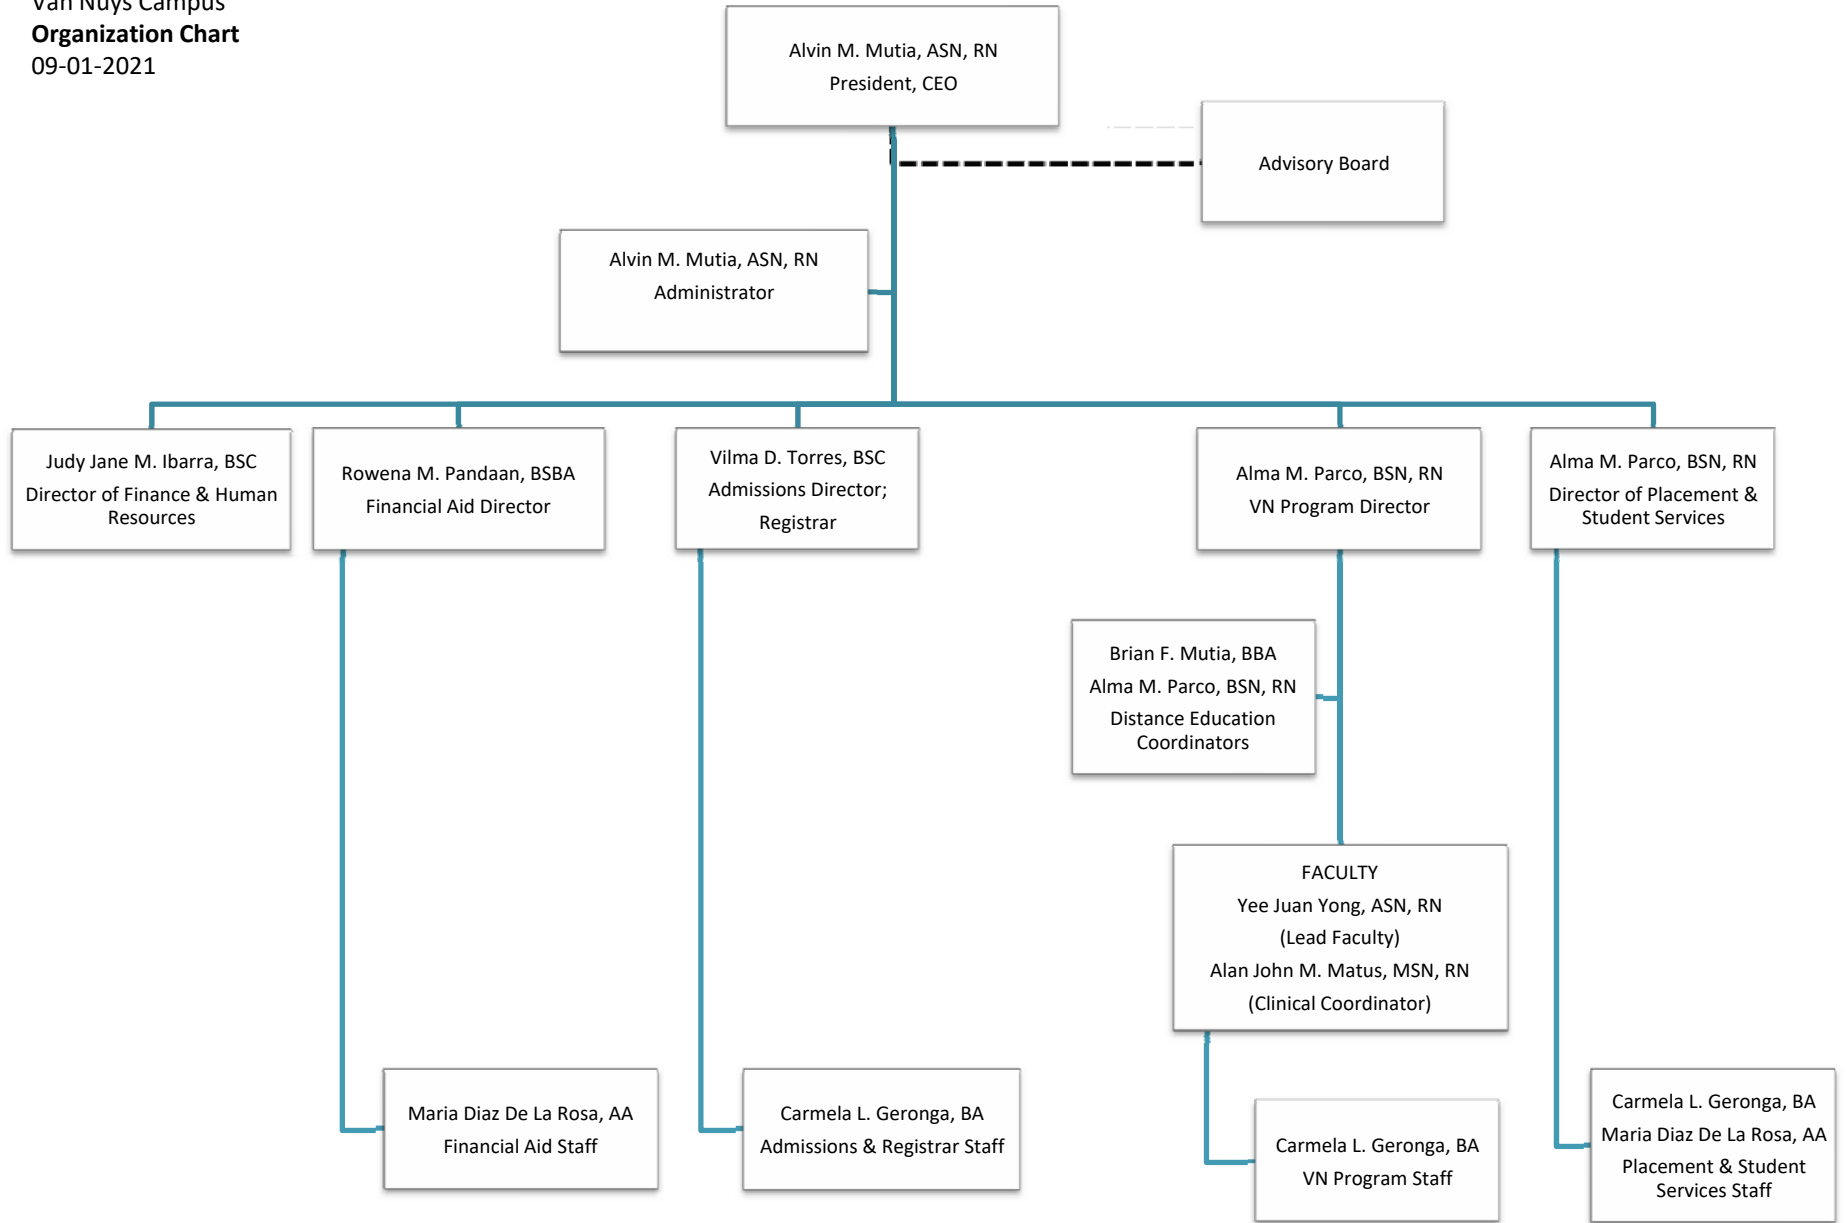 Van Nuys Campus
Organization Chart
09-01-2021
Alvin M. Mutia, ASN, RN
President, CEO
Advisory Board
Alvin M. Mutia, ASN, RN
Administrator
Judy Jane M. Ibarra, BSC
Director of Finance & Human
Resources
Rowena M. Pandaan, BSBA
Financial Aid Director
Vilma D. Torres, BSC
Admissions Director;
Registrar
Alma M. Parco, BSN, RN
VN Program Director
Alma M. Parco, BSN, RN
Director of Placement &
Student Services
Brian F. Mutia, BBA
Alma M. Parco, BSN, RN
Distance Education
Coordinators
FACULTY
Yee Juan Yong, ASN, RN
(Lead Faculty)
Alan John M. Matus, MSN, RN
(Clinical Coordinator)
Maria Diaz De La Rosa, AA
Financial Aid Staff
Carmela L. Geronga, BA
Admissions & Registrar Staff
Carmela L. Geronga, BA
VN Program Staff
Carmela L. Geronga, BA
Maria Diaz De La Rosa, AA
Placement & Student
Services Staff